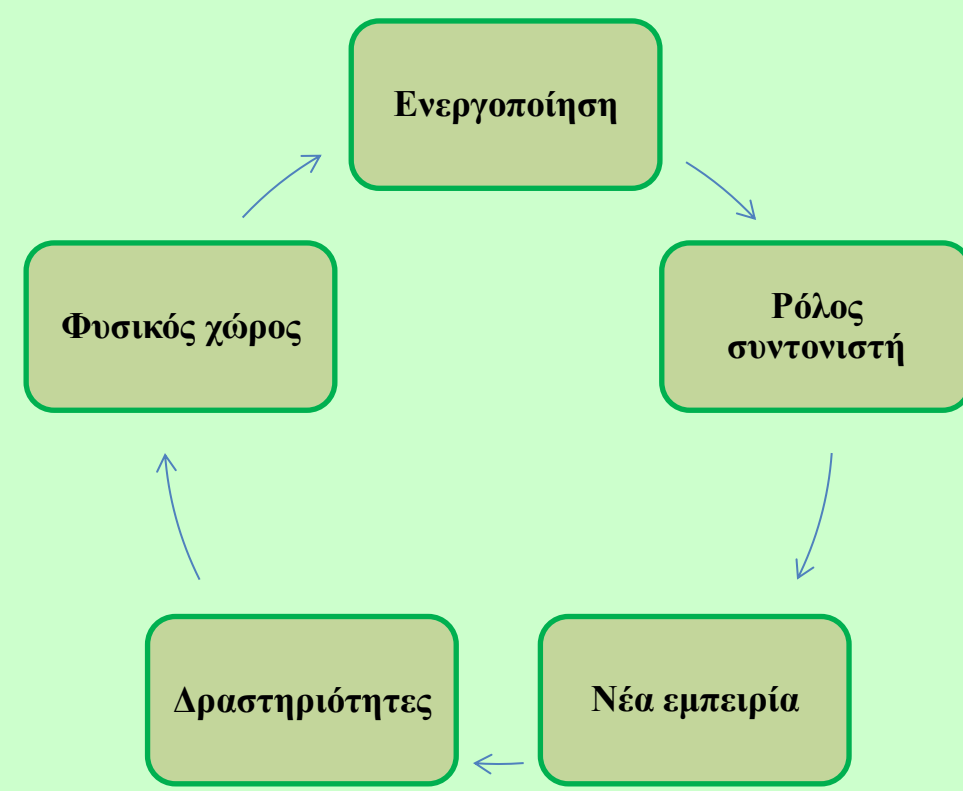 Ενεργοποίηση
Ρόλος
συντονιστή
Νέα εμπειρία
Δραστηριότητες
Φυσικός χώρος